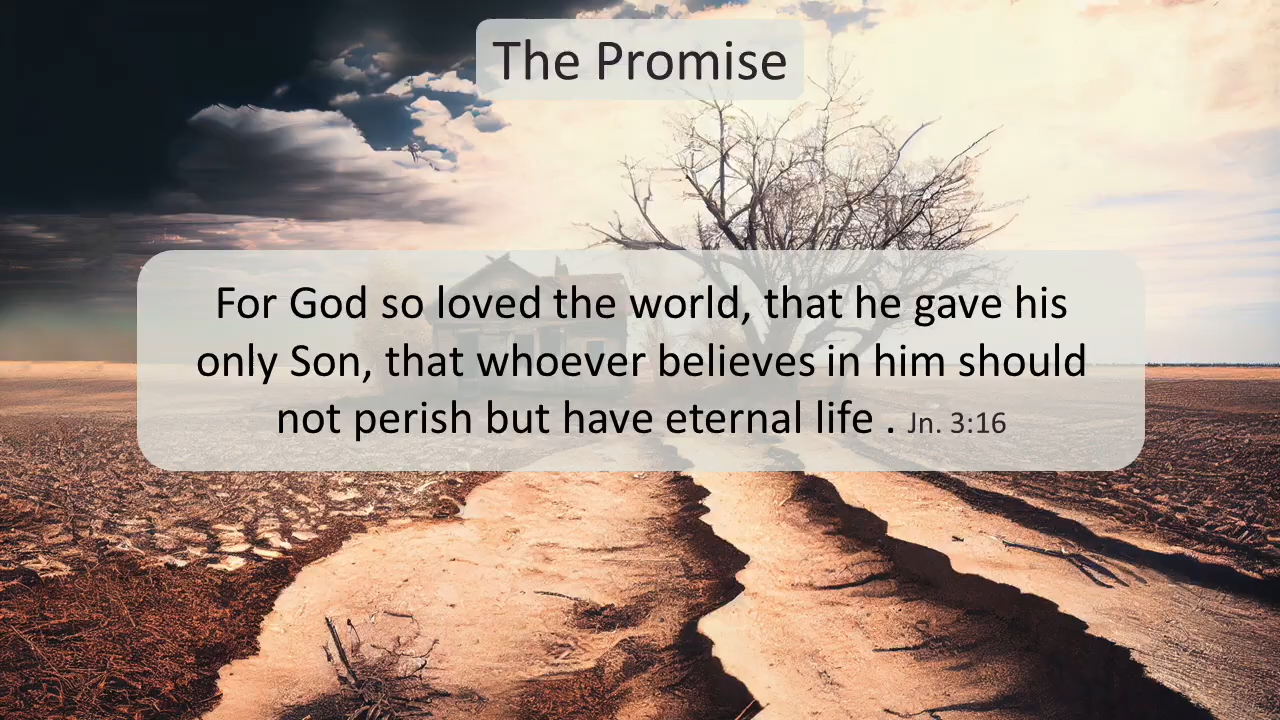 The Promise
For God so loved the world, that he gave his
only Son, that whoever believes in him should
not perish but have eternal life . Jn. 3:16